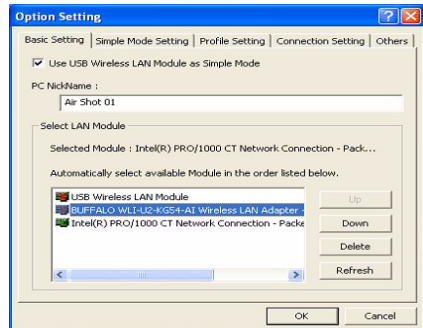 Option Setting
Basic Setting Simple Mode Setting Profile Setting Connection Setting Others
Use USB Wireless LAN Module as Simple Mode
PC NickName :
Air Shot 01
Select LAN Module
Selected Module : Intel(R) PRO/1000 CT Network Connection - Pack...
Automatically select available Module in the order listed below.
USB Wireless LAN Module
BUFFALO WLI-U2-KG54-AI Wireless LAN Adapter -
Intel(R) PRO/1000 CT Network Connection - Packe
Up
Down
Delete
Refresh
OK Cancel